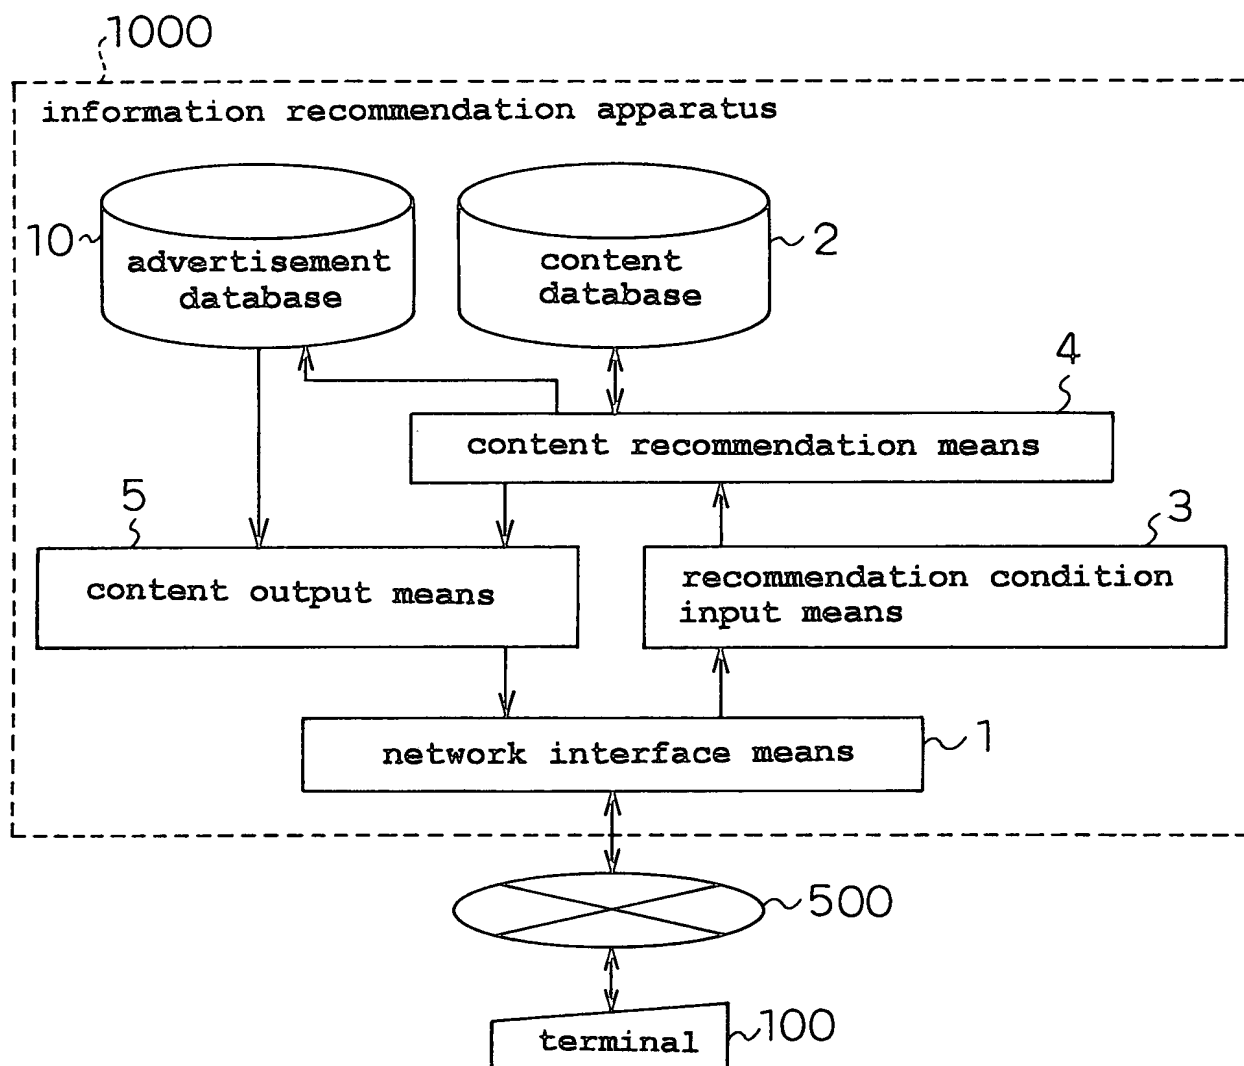 1000
information recommendation apparatus
10
advertisement
database
content
database
2
4
content recommendation means
5
content output means
3
recommendation condition
input means
network interface means
1
500
terminal
100